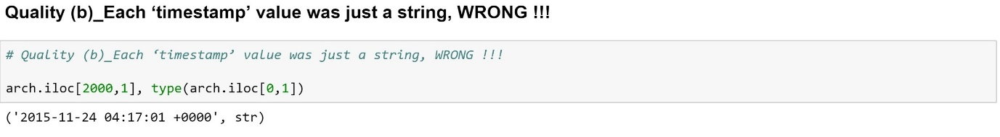 Quality (b)_Each ‘timestamp’ value was just a string, WRONG !!!
# Quality (b)_Each ‘timestamp’ value was just a string, WRONG !!!
arch.iloc[2000,1], type(arch.iloc[0,1])
('2015-11-24 04:17:01 +0000', str)